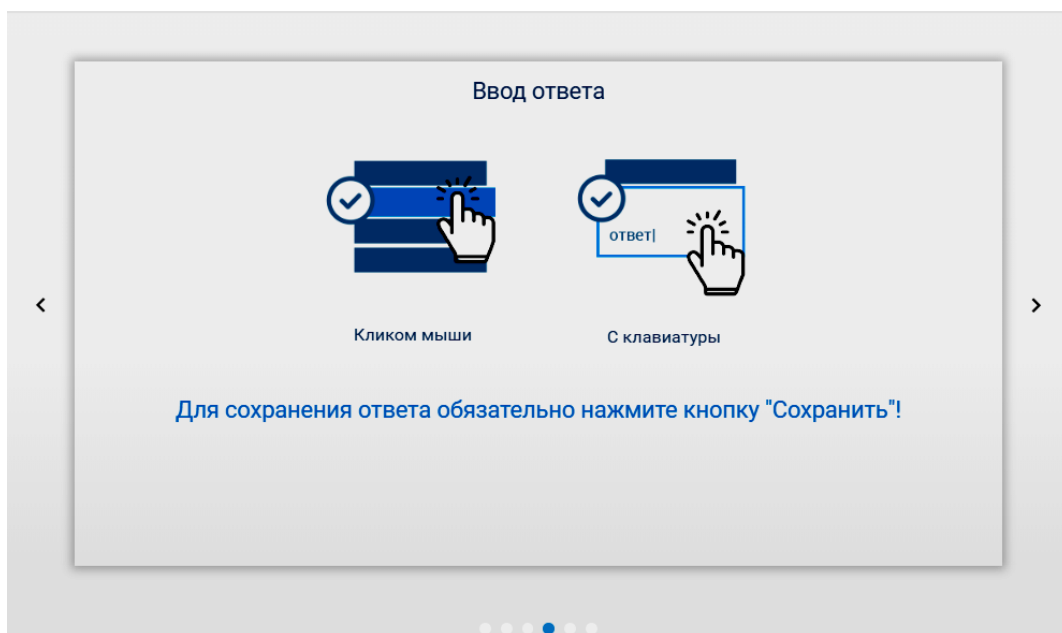 Ввод ответа
ответ
Кликом мыши
С клавиатуры
Для сохранения ответа обязательно нажмите кнопку "Сохранить"!